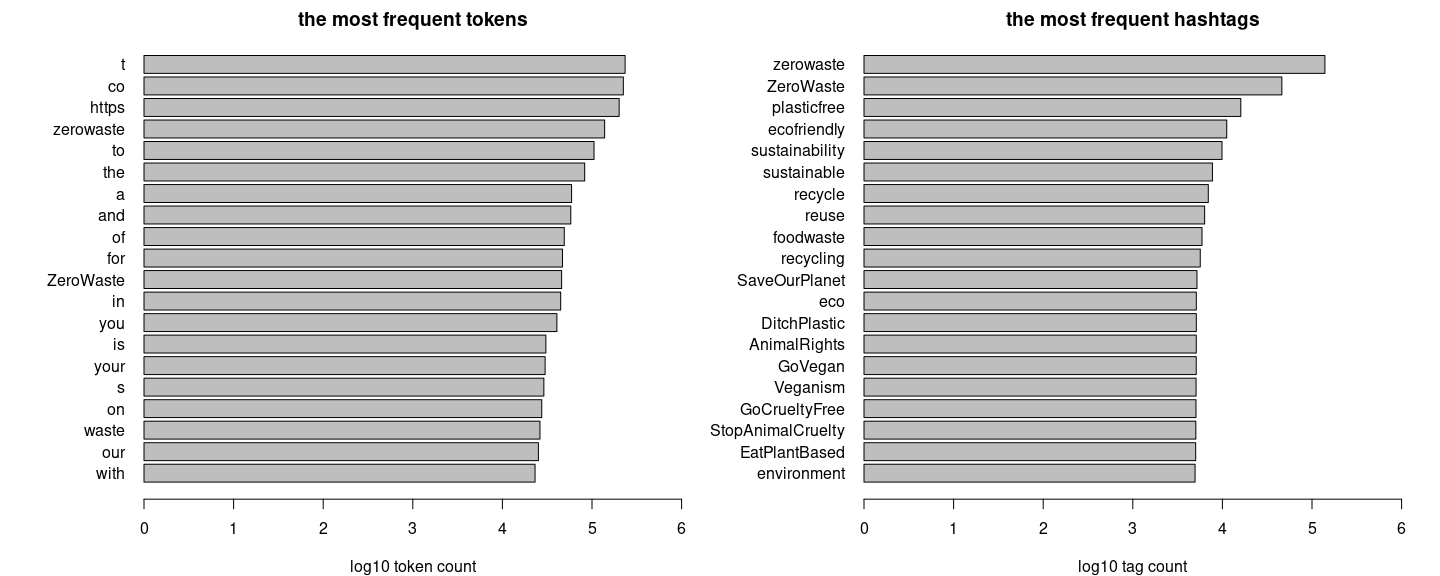 the most frequent tokens
t
co
https
zerowaste
to
the
a
and
of
for
ZeroWaste
in
you
is
your
s
on
waste
our
with
0 1 2 3 4 5 6
log10 token count
the most frequent hashtags
zerowaste
ZeroWaste
plasticfree
ecofriendly
sustainability
sustainable
recycle
reuse
foodwaste
recycling
SaveOurPlanet
eco
DitchPlastic
AnimalRights
GoVegan
Veganism
GoCrueltyFree
StopAnimalCruelty
EatPlantBased
environment
0 1 2 3 4 5 6
log10 tag count